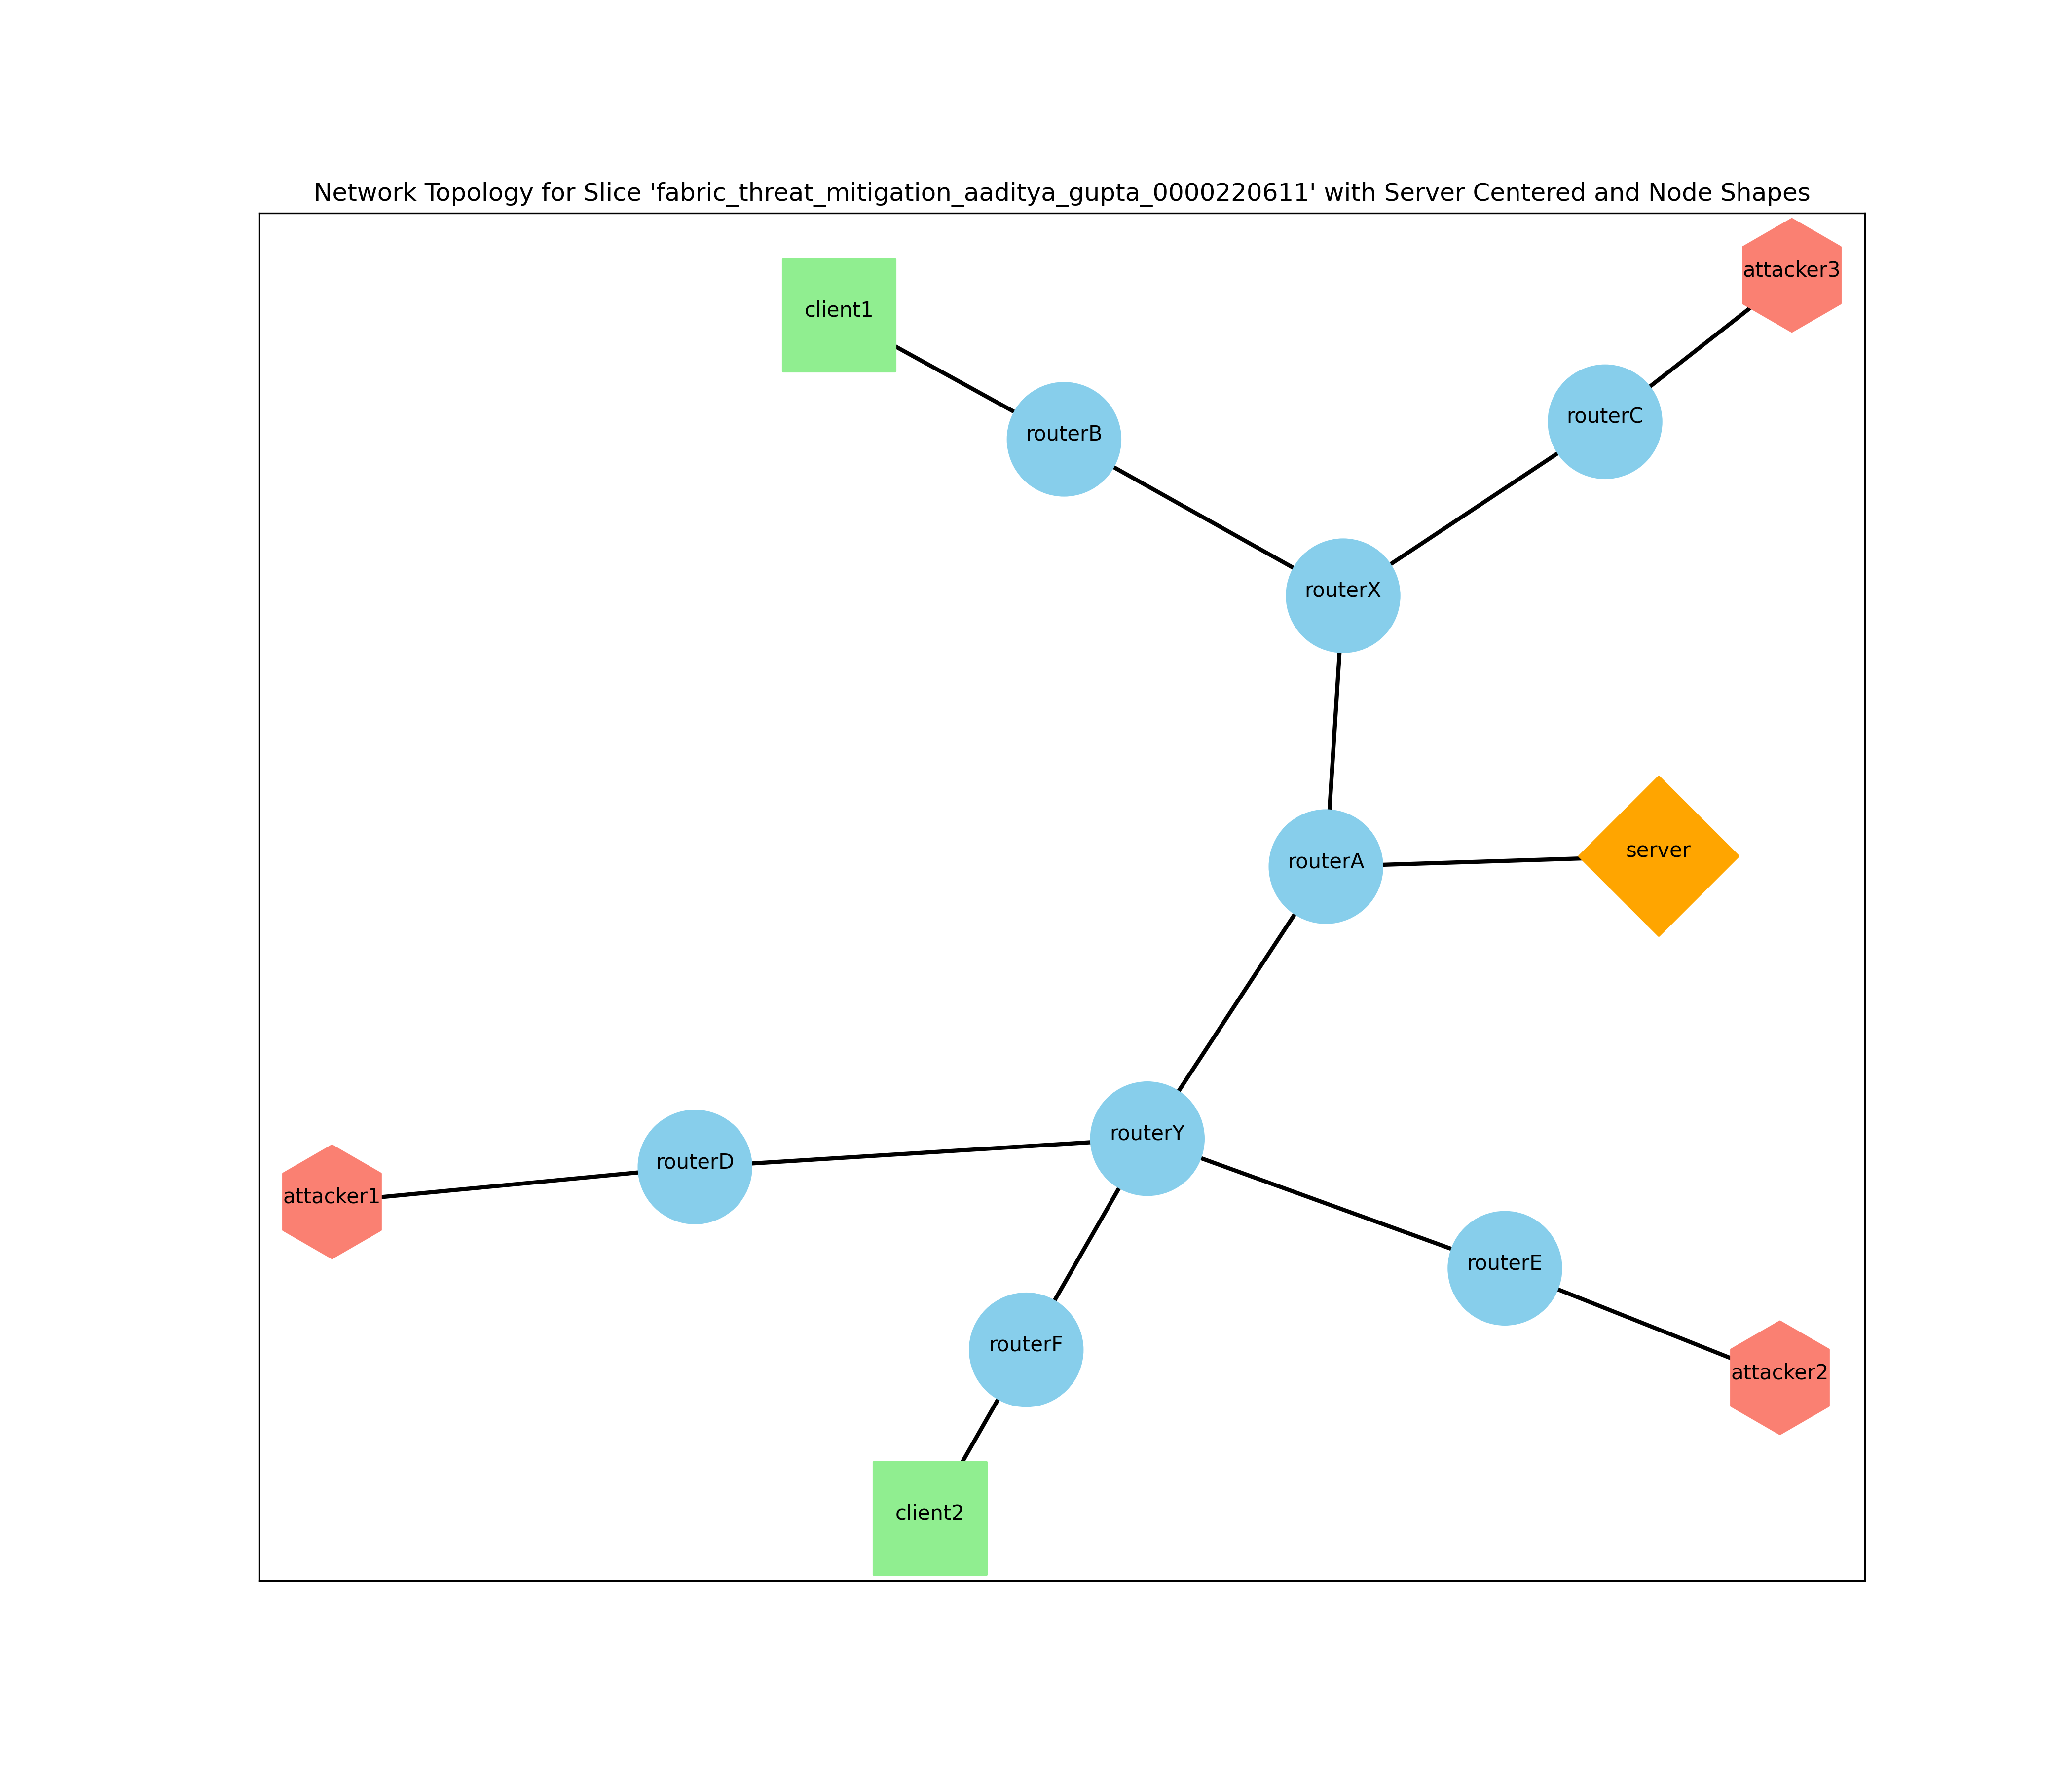 Network Topology for Slice 'fabric_threat_mitigation_aaditya_gupta_0000220611' with Server Centered and Node Shapes
attacker3
client1
routerC
routerB
routerX
server
routerA
routerY
routerD
attacker1
routerE
routerF
attacker2
client2